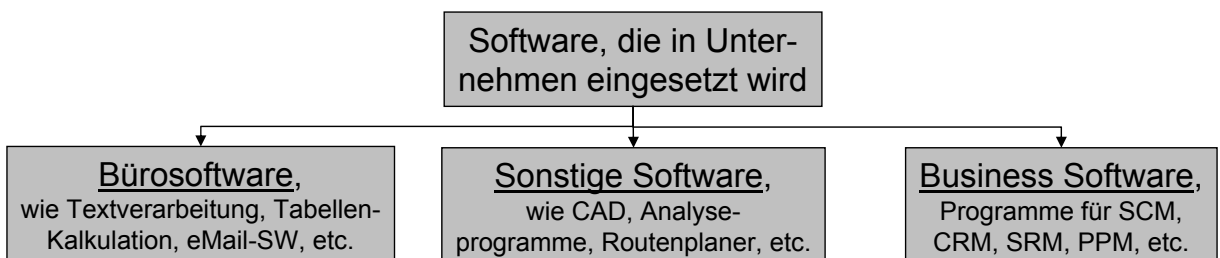 Software, die in Unter-
nehmen eingesetzt wird
Bürosoftware,
wie Textverarbeitung, Tabellen-
Kalkulation, eMail-SW, etc.
Sonstige Software,
wie CAD, Analyse-
programme, Routenplaner, etc.
Business Software,
Programme für SCM,
CRM, SRM, PPM, etc.